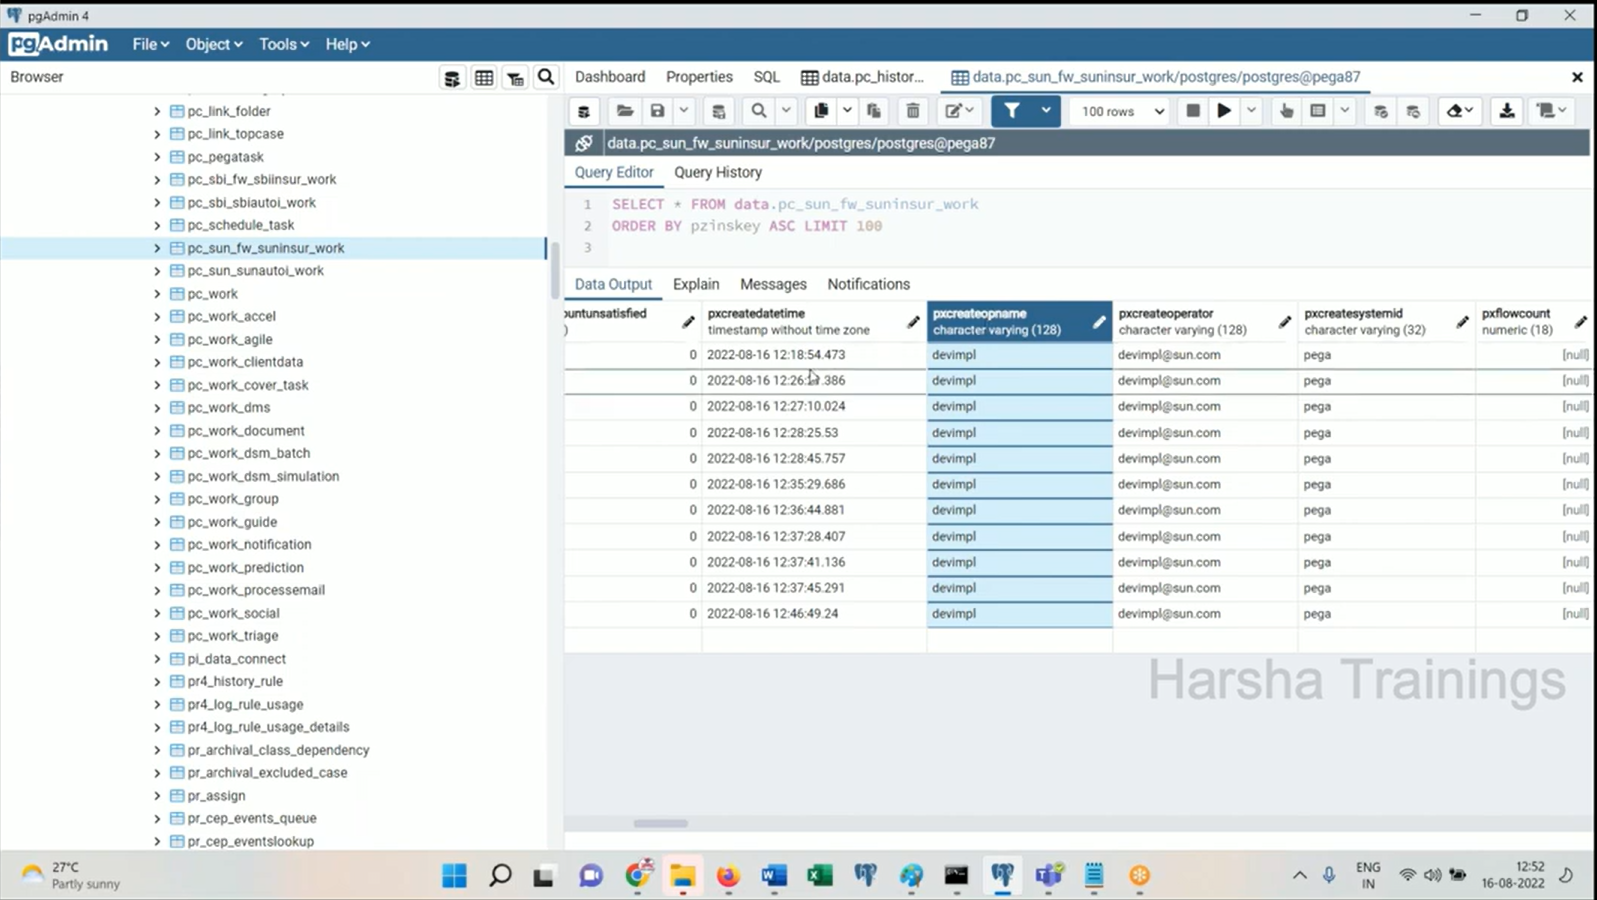 pgAdmin 4
pgAdmin File Object Tools Help
Browser
Dashboard Properties SQL data.pc_histor... data.pc_sun_fw_suninsur_work/postgres/postgres@pega87
100 rows
data.pc_sun_fw_suninsur_work/postgres/postgres@pega87
Query Editor Query History
1 SELECT * FROM data.pc_sun_fw_suninsur_work
2 ORDER BY pzinskey ASC LIMIT 100
3
Data Output Explain Messages Notifications
pc_link_folder
pc_link_topcase
pc_pegatask
pc_sbi_fw_sbiinsur_work
pc_sbi_sbiautoi_work
pc_schedule_task
pc_sun_fw_suninsur_work
pc_sun_sunautoi_work
pc_work
pc_work_accel
pc_work_agile
pc_work_clientdata
pc_work_cover_task
pc_work_dms
pc_work_document
pc_work_dsm_batch
pc_work_dsm_simulation
pc_work_group
pc_work_guide
pc_work_notification
pc_work_prediction
pc_work_processemail
pc_work_social
pc_work_triage
pi_data_connect
pr4_history_rule
pr4_log_rule_usage
pr4_log_rule_usage_details
pr_archival_class_dependency
pr_archival_excluded_case
pr_assign
pr_cep_events_queue
pr_cep_eventslookup
ountunsatisfied pxcreatedatetime pxcreateopname pxcreateoperator pxcreatesystemid pxflowcount
) timestamp without time zone character varying (128) character varying (128) character varying (32) numeric (18)
0 2022-08-16 12:18:54.473 devimpl devimpl@sun.com pega [null]
0 2022-08-16 12:26: .386 devimpl devimpl@sun.com pega [null]
0 2022-08-16 12:27:10.024 devimpl devimpl@sun.com pega [null]
0 2022-08-16 12:28:25.53 devimpl devimpl@sun.com pega [null]
0 2022-08-16 12:28:45.757 devimpl devimpl@sun.com pega [null]
0 2022-08-16 12:35:29.686 devimpl devimpl@sun.com pega [null]
0 2022-08-16 12:36:44.881 devimpl devimpl@sun.com pega [null]
0 2022-08-16 12:37:28.407 devimpl devimpl@sun.com pega [null]
0 2022-08-16 12:37:41.136 devimpl devimpl@sun.com pega [null]
0 2022-08-16 12:37:45.291 devimpl devimpl@sun.com pega [null]
0 2022-08-16 12:46:49.24 devimpl devimpl@sun.com pega [null]
Harsha Trainings
27°C
Partly sunny
ENG
IN
12:52
16-08-2022